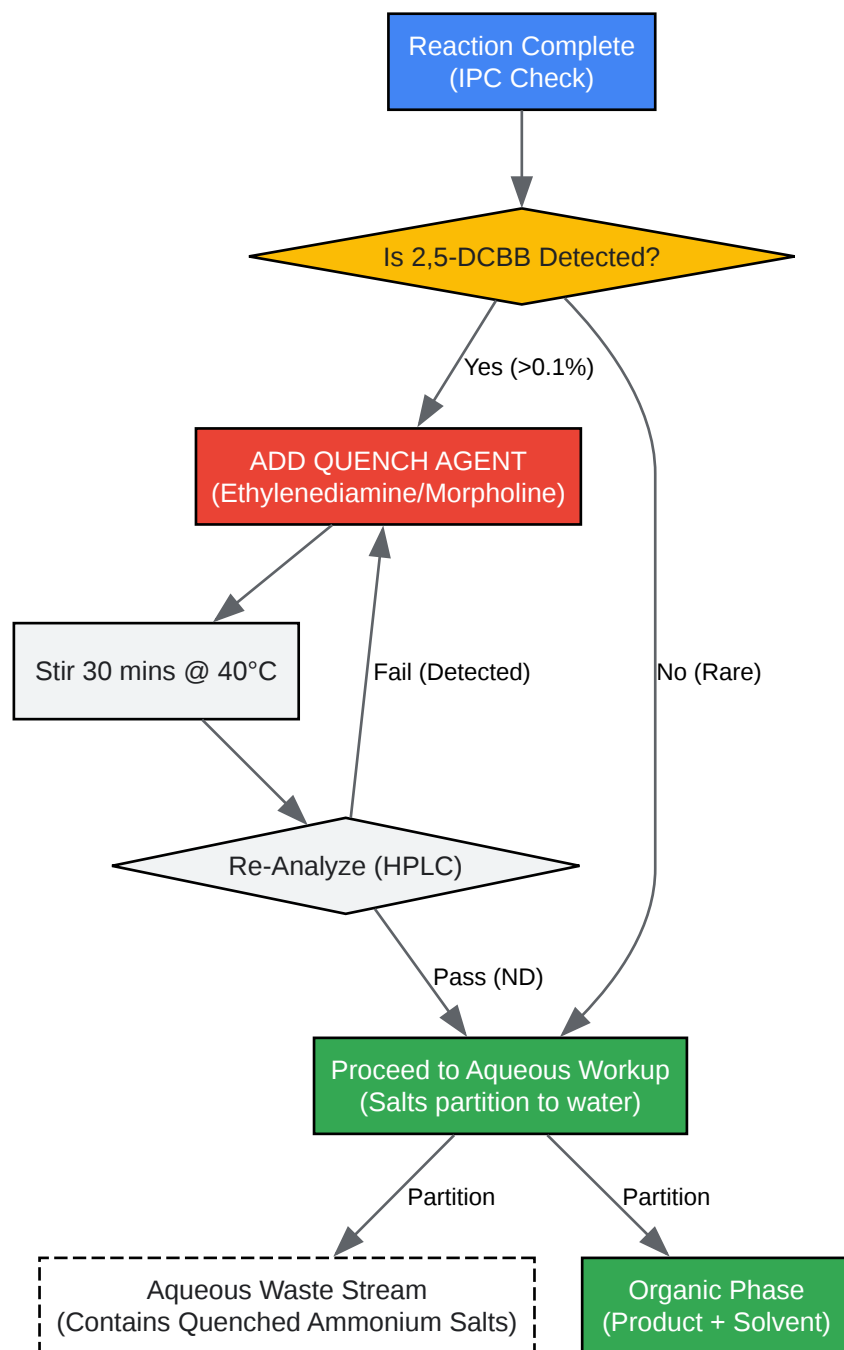 Reaction Complete
(IPC Check)
Is 2,5-DCBB Detected?
Yes (>0.1%)
ADD QUENCH AGENT
(Ethylenediamine/Morpholine)
Stir 30 mins @ 40°C
Fail (Detected)
No (Rare)
Re-Analyze (HPLC)
Pass (ND)
Proceed to Aqueous Workup
(Salts partition to water)
Partition
Partition
Aqueous Waste Stream
(Contains Quenched Ammonium Salts)
Organic Phase
(Product + Solvent)